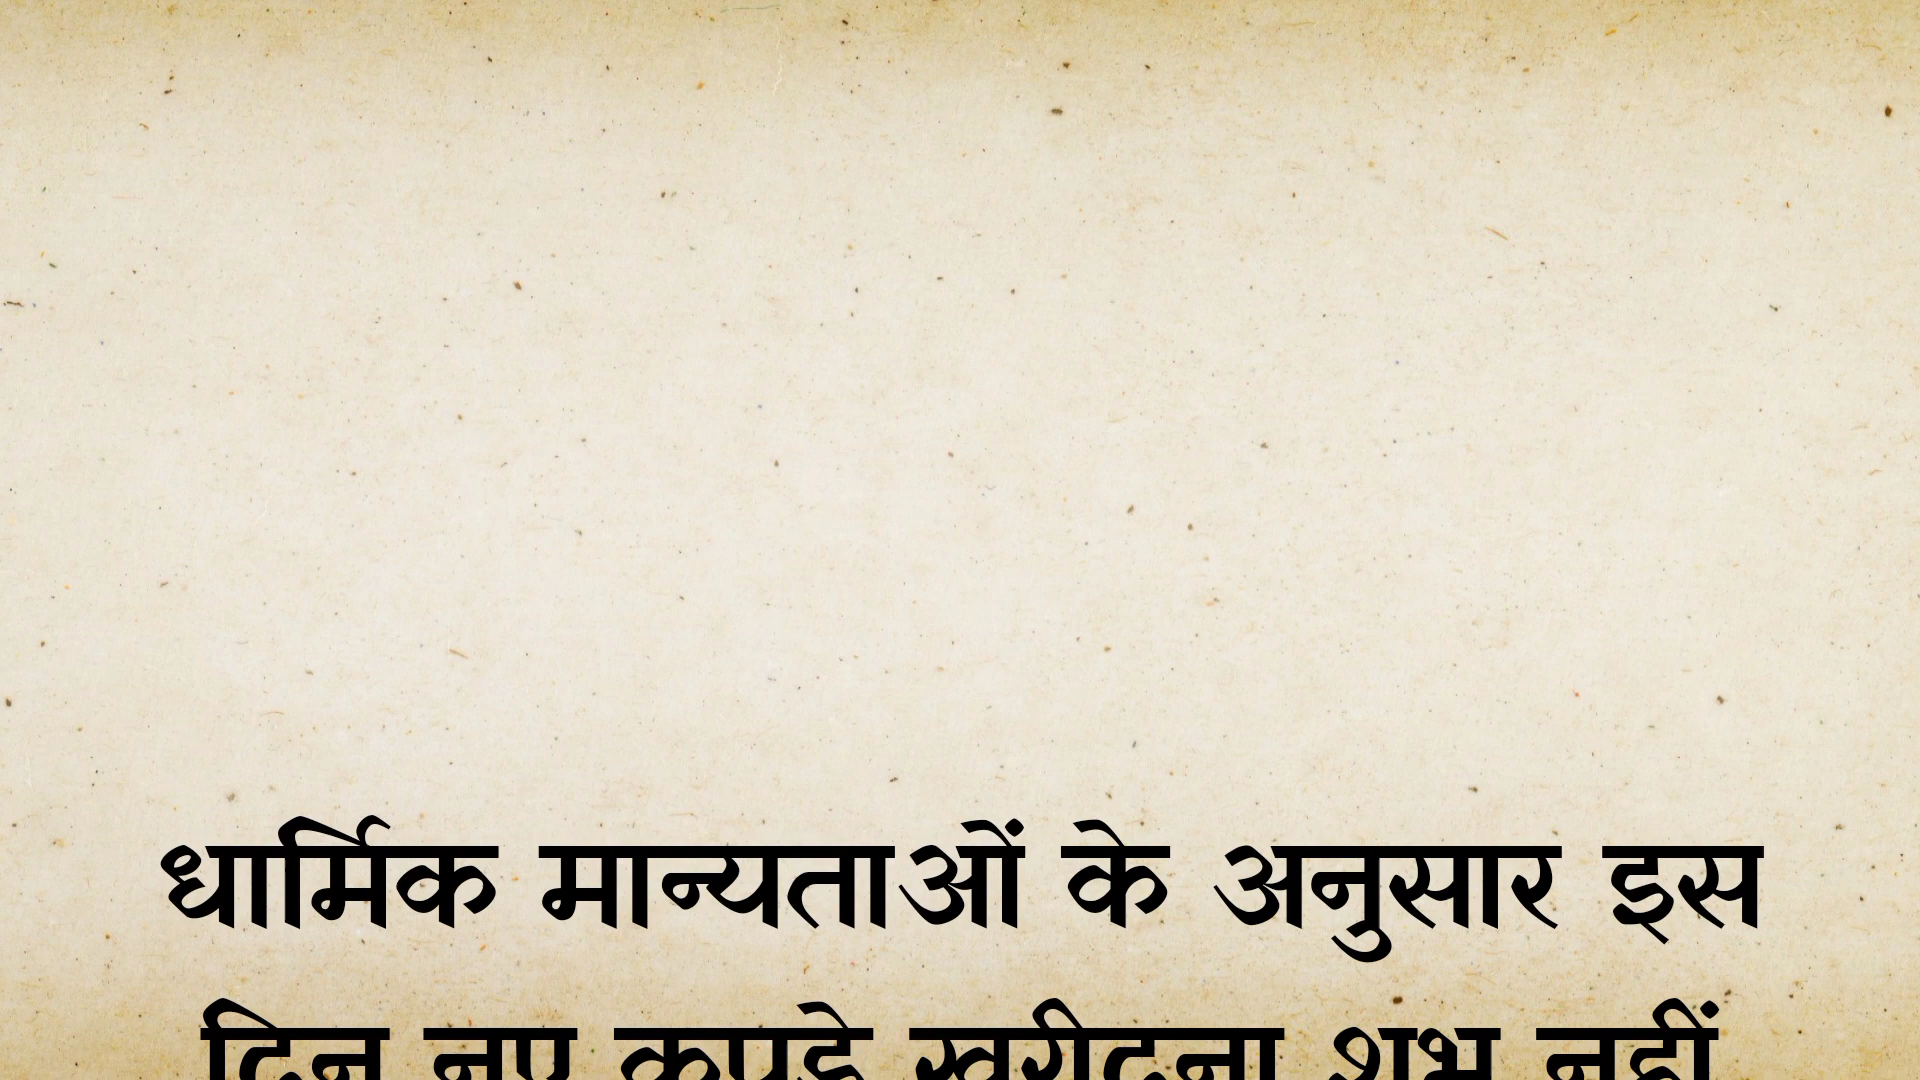 धार्मिक मान्यताओं के अनुसार इस
दिन नए कपड़े खरीदना शुभ नहीं